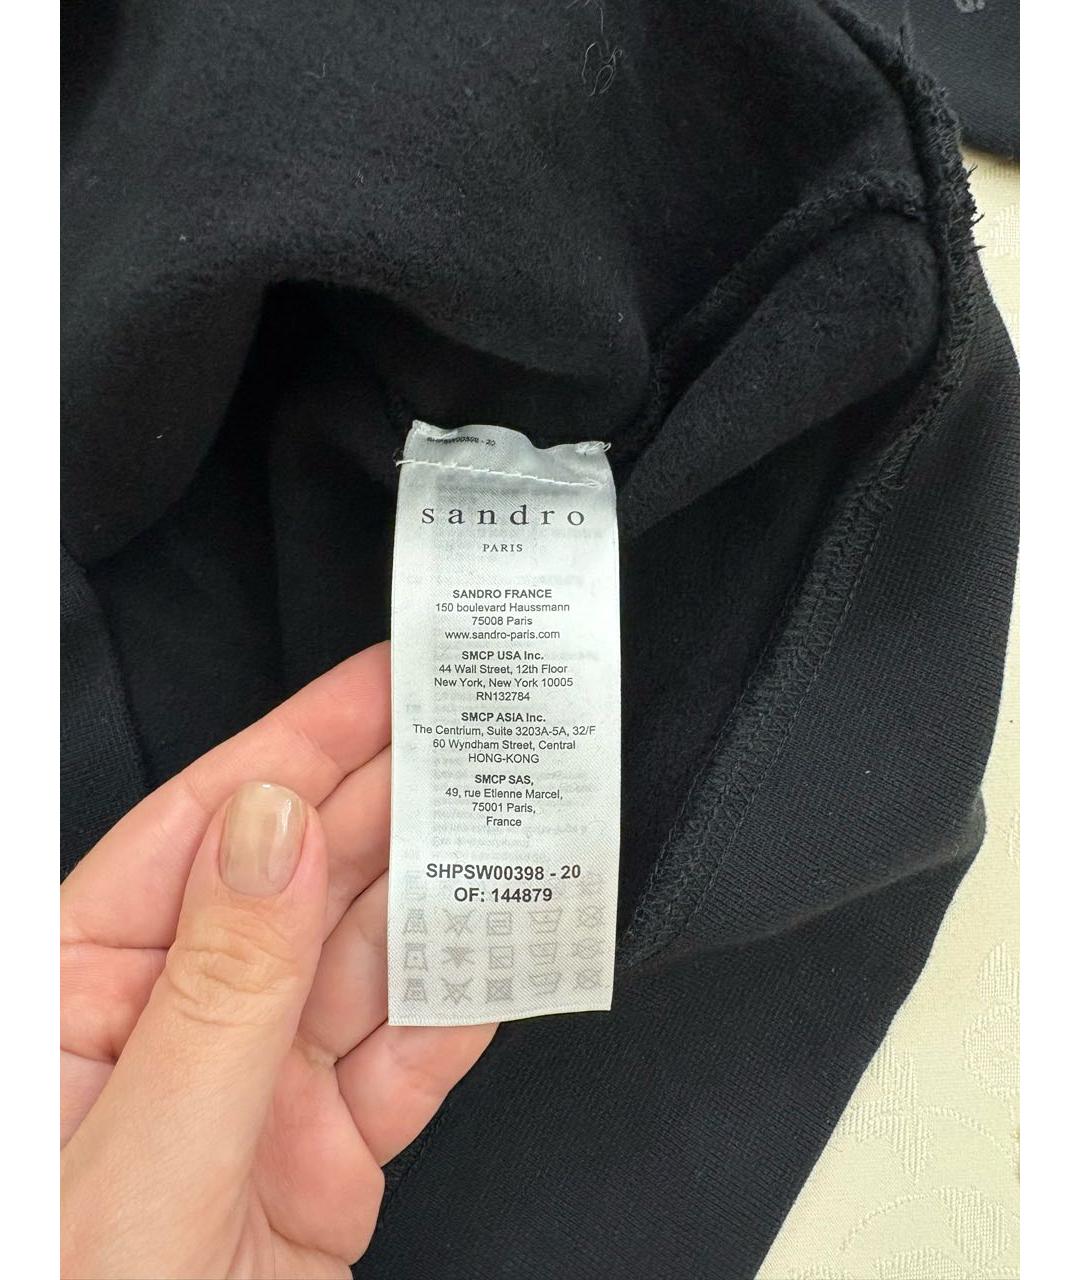 SHPSW00398 - 20
sandro
PARIS
SANDRO FRANCE
150 boulevard Haussmann
75008 Paris
www.sandro-paris.com
SMCP USA Inc.
44 Wall Street, 12th Floor
New York, New York 10005
RN132784
SMCP ASIA Inc.
The Centrium, Suite 3203A-5A, 32/F
60 Wyndham Street, Central
HONG-KONG
SMCP SAS,
49, rue Etienne Marcel,
75001 Paris,
France
SHPSW00398 - 20
OF: 144879